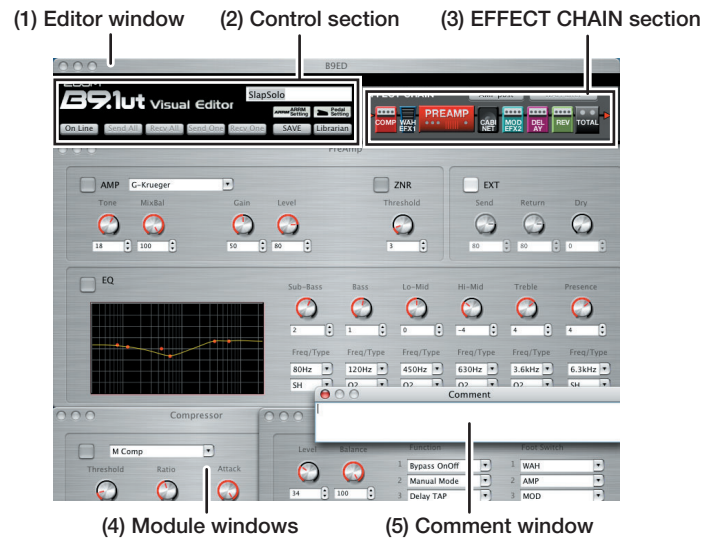 (1) Editor window (2) Control section (3) EFFECT CHAIN section
B9ED
ZOOM
B9.1ut Visual Editor
SlapSolo
ARRM ARRM Setting Pedal Setting
On Line Send All Recv All Send One Recv One SAVE Librarian
COMP WAH EFX1 PREAMP CABI NET MOD EFX2 DEL AY REV TOTAL
PreAmp
AMP G-Krueger ZNR EXT
Tone MixBal Gain Level Threshold Send Return Dry
18 100 50 80 3 80 80 0
EQ
Sub-Bass Bass Lo-Mid Hi-Mid Treble Presence
2 1 0 -4 4 4
Freq/Type Freq/Type Freq/Type Freq/Type Freq/Type Freq/Type
80Hz 120Hz 450Hz 630Hz 3.6kHz 6.3kHz
SH
Comment
Compressor
M Comp
Threshold Ratio Attack
Level Balance Function Foot Switch
34 100
1 Bypass OnOff 1 WAH
2 Manual Mode 2 AMP
3 Delay TAP 3 MOD
(4) Module windows (5) Comment window